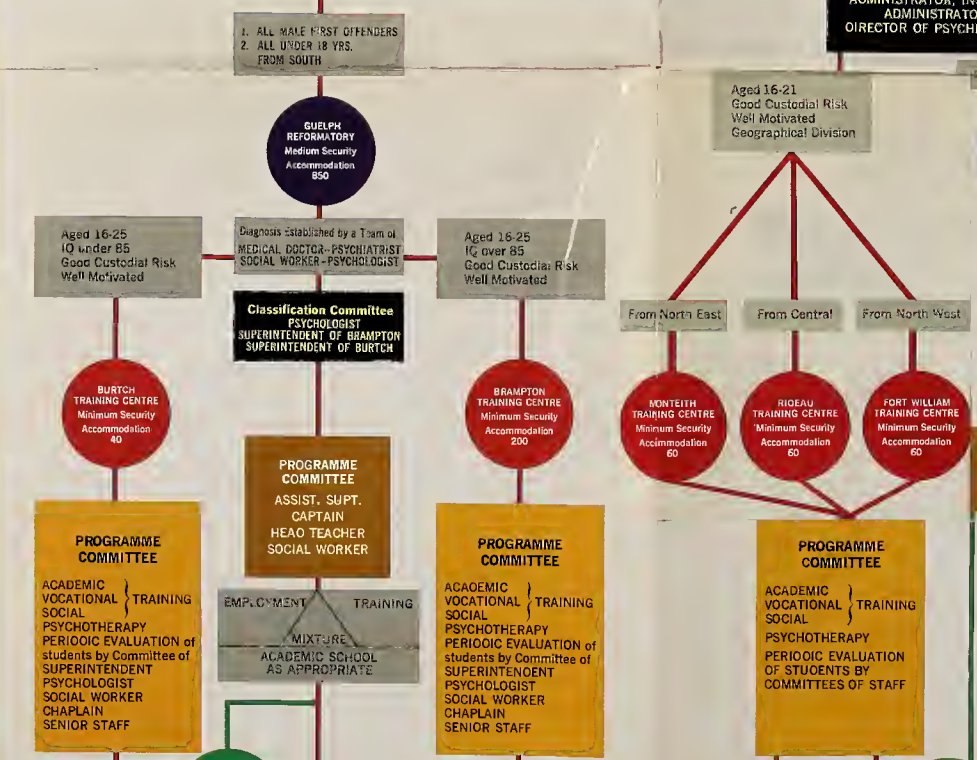 1. ALL MALE FIRST OFFENDERS
2. ALL UNDER 18 YRS.
FROM SOUTH
GUELPH
REFORMATORY
Medium Security
Accommodation
850
Aged 16-25
IQ under 85
Good Custodial Risk
Well Motivated
Diagnosis Established by a Team of
MEDICAL DOCTOR--PSYCHIATRIST
SOCIAL WORKER-PSYCHOLOGIST
Aged 16-25
IQ over 85
Good Custodial Risk
Well Motivated
Classification Committee
PSYCHOLOGIST
SUPERINTENDENT OF BRAMPTON
SUPERINTENDENT OF BURTCH
BURTCH
TRAINING CENTRE
Minimum Security
Accommodation
40
BRAMPTON
TRAINING CENTRE
Minimum Security
Accommodation
200
PROGRAMME
COMMITTEE
ASSIST. SUPT.
CAPTAIN
HEAD TEACHER
SOCIAL WORKER
EMPLOYMENT TRAINING
MIXTURE
ACADEMIC SCHOOL
AS APPROPRIATE
PROGRAMME
COMMITTEE
ACADEMIC
VOCATIONAL } TRAINING
SOCIAL
PSYCHOTHERAPY
PERIODIC EVALUATION of
students by Committee of
SUPERINTENDENT
PSYCHOLOGIST
SOCIAL WORKER
CHAPLAIN
SENIOR STAFF
PROGRAMME
COMMITTEE
ACADEMIC
VOCATIONAL } TRAINING
SOCIAL
PSYCHOTHERAPY
PERIODIC EVALUATION of
students by Committee of
SUPERINTENDENT
PSYCHOLOGIST
SOCIAL WORKER
CHAPLAIN
SENIOR STAFF
ADMINISTRATO
DIRECTOR OF PSYCHI
Aged 16-21
Good Custodial Risk
Well Motivated
Geographical Division
From North East
From Central
From North West
MONTEITH
TRAINING CENTRE
Minimum Security
Accommodation
60
RIDEAU
TRAINING CENTRE
Minimum Security
Accommodation
60
FORT WILLIAM
TRAINING CENTRE
Minimum Security
Accommodation
60
PROGRAMME
COMMITTEE
ACADEMIC
VOCATIONAL } TRAINING
SOCIAL
PSYCHOTHERAPY
PERIODIC EVALUATION
OF STUDENTS BY
COMMITTEES OF STAFF